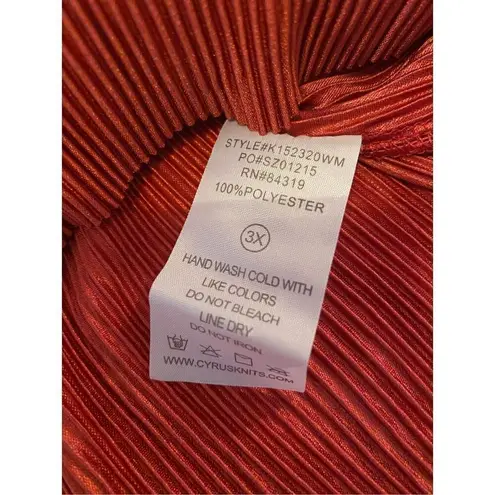 STYLE#K152320WM
PO#SZ01215
RN#84319
100%POLYESTER
3X
HAND WASH COLD WITH
LIKE COLORS
DO NOT BLEACH
LINE DRY
DO NOT IRON
WWW.CYRUSKNITS.COM